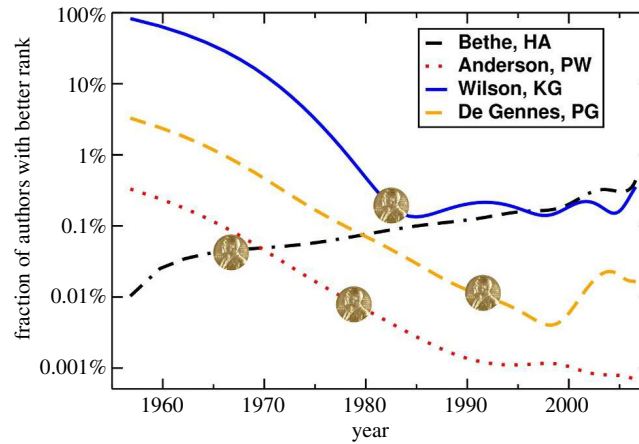 fraction of authors with better rank
100%
10%
1%
0.1%
0.01%
0.001%
Bethe, HA
Anderson, PW
Wilson, KG
De Gennes, PG
1960 1970 1980 1990 2000
year